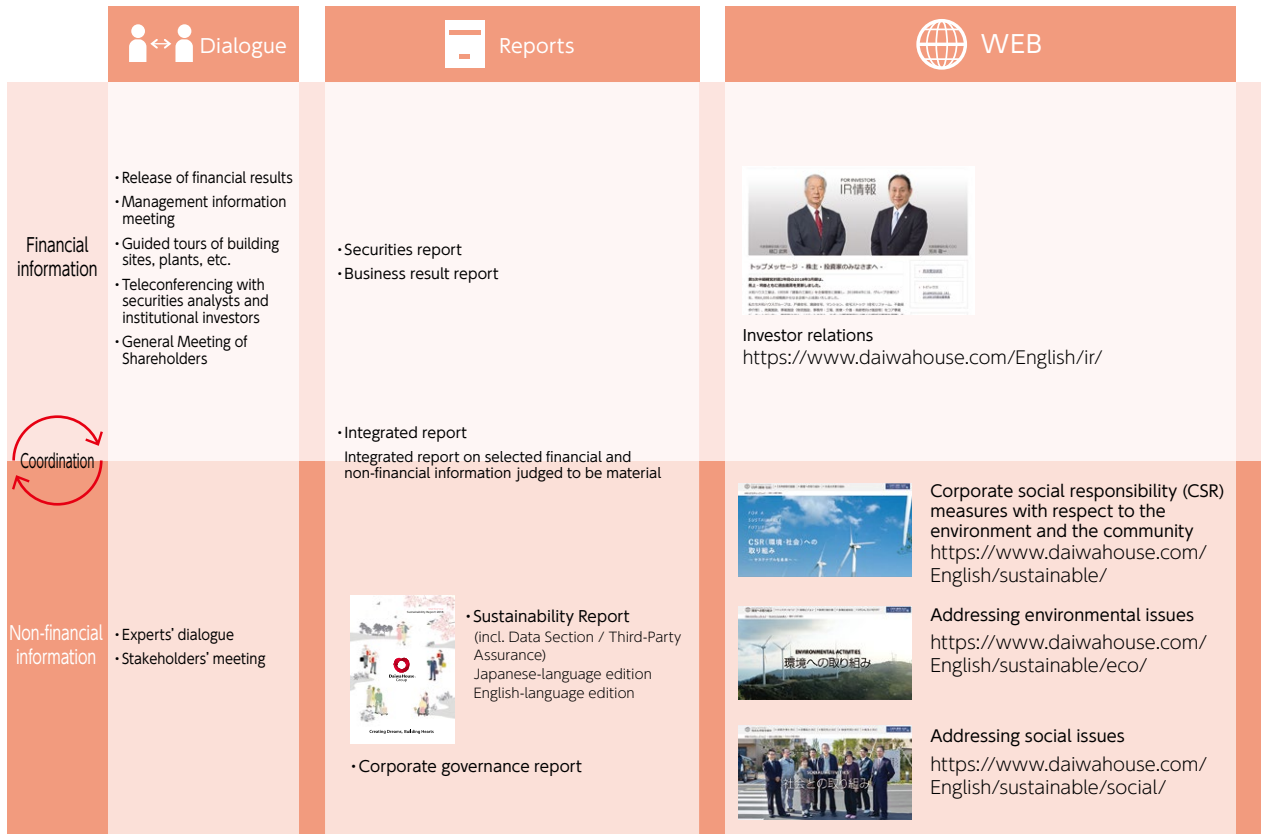 Dialogue
Reports
WEB
Financial
information
・Release of financial results
・Management information
meeting
・Guided tours of building
sites, plants, etc.
・Teleconferencing with
securities analysts and
institutional investors
・General Meeting of
Shareholders
・Securities report
・Business result report
FOR INVESTORS
IR情報
トップメッセージ - 株主・投資家のみなさまへ -
Investor relations
https://www.daiwahouse.com/English/ir/
Coordination
・Integrated report
Integrated report on selected financial and
non-financial information judged to be material
Non-financial
information
・Experts' dialogue
・Stakeholders' meeting
Sustainability Report 2018
Daiwa House
Group
Creating Dreams, Building Hearts
・Sustainability Report
(incl. Data Section / Third-Party
Assurance)
Japanese-language edition
English-language edition
・Corporate governance report
FOR A
SUSTAINABLE
FUTURE
CSR(環境・社会)への
取り組み
Corporate social responsibility (CSR)
measures with respect to the
environment and the community
https://www.daiwahouse.com/
English/sustainable/
ENVIRONMENTAL ACTIVITIES
環境への取り組み
Addressing environmental issues
https://www.daiwahouse.com/
English/sustainable/eco/
社会との取り組み
Addressing social issues
https://www.daiwahouse.com/
English/sustainable/social/